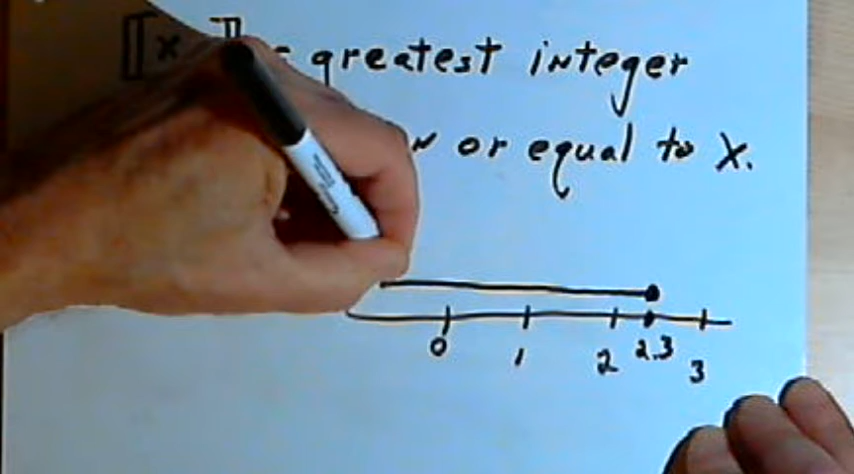 ⟦x⟧ greatest integer
or equal to x.
0 1 2 2.3 3